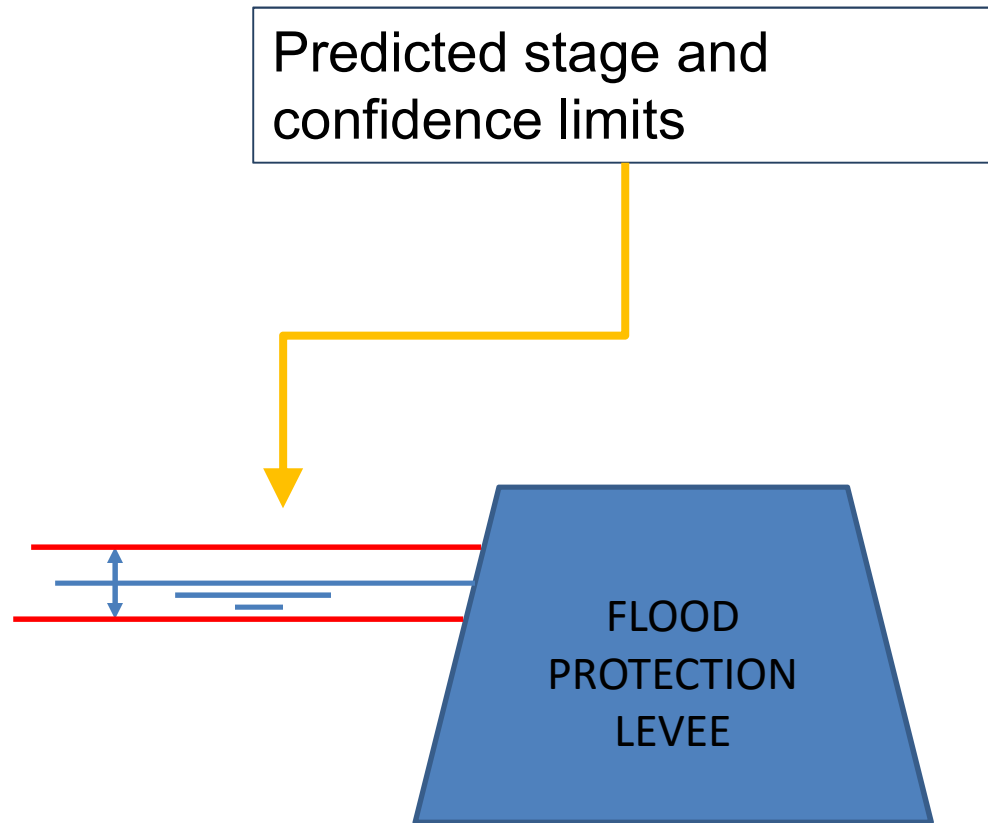 Predicted stage and
confidence limits
FLOOD
PROTECTION
LEVEE